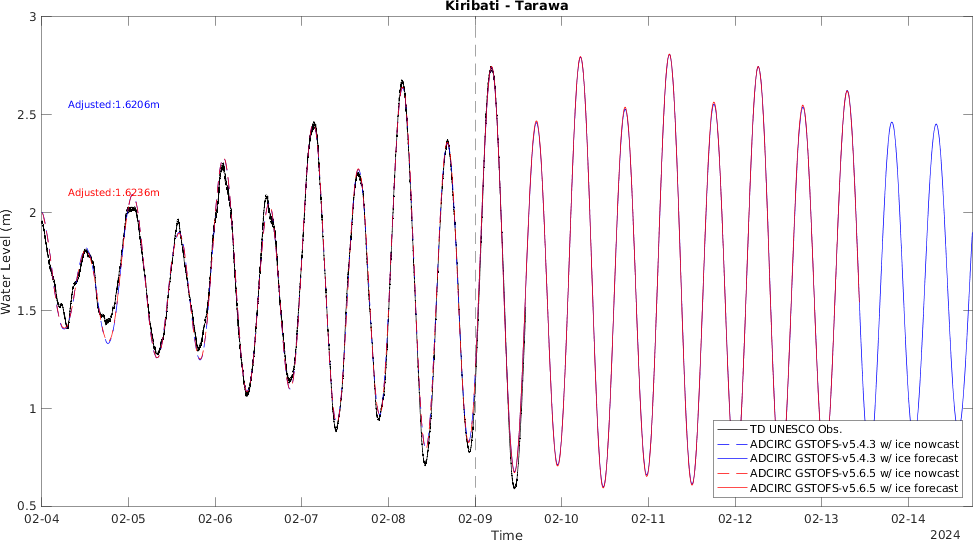 Kiribati - Tarawa
3
Adjusted:1.6206m
2.5
Adjusted:1.6236m
2
Water Level (m)
1.5
1
0.5
TD UNESCO Obs.
ADCIRC GSTOFS-v5.4.3 w/ ice nowcast
ADCIRC GSTOFS-v5.4.3 w/ ice forecast
ADCIRC GSTOFS-v5.6.5 w/ ice nowcast
ADCIRC GSTOFS-v5.6.5 w/ ice forecast
02-04 02-05 02-06 02-07 02-08 02-09 02-10 02-11 02-12 02-13 02-14
Time
2024